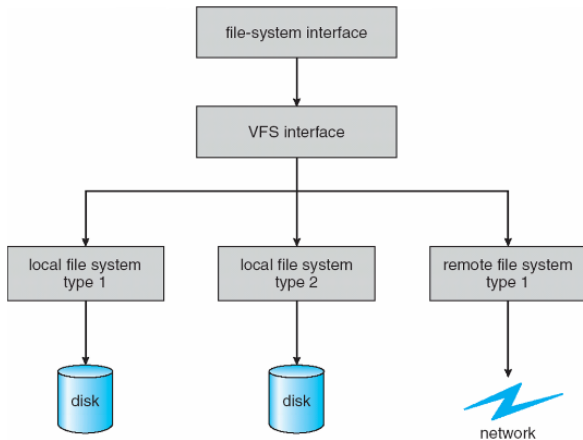 file-system interface
VFS interface
local file system
type 1
local file system
type 2
remote file system
type 1
disk
disk
network